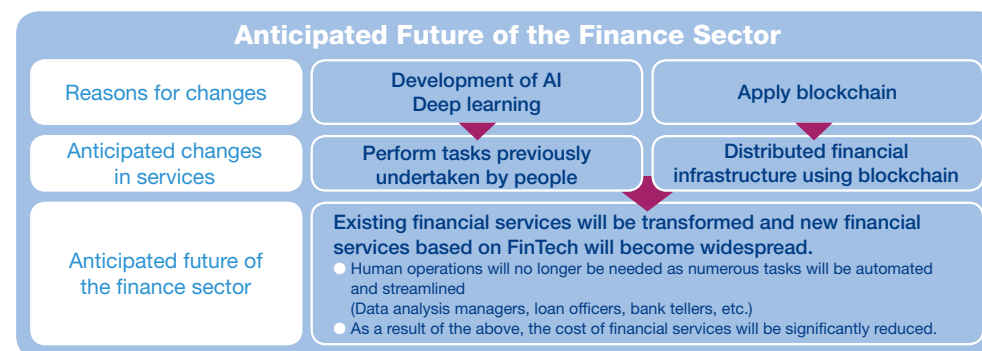 Anticipated Future of the Finance Sector
Reasons for changes
Development of AI
Deep learning
Apply blockchain
Anticipated changes
in services
Perform tasks previously
undertaken by people
Distributed financial
infrastructure using blockchain
Anticipated future of
the finance sector
Existing financial services will be transformed and new financial
services based on FinTech will become widespread.
Human operations will no longer be needed as numerous tasks will be automated
and streamlined
(Data analysis managers, loan officers, bank tellers, etc.)
As a result of the above, the cost of financial services will be significantly reduced.